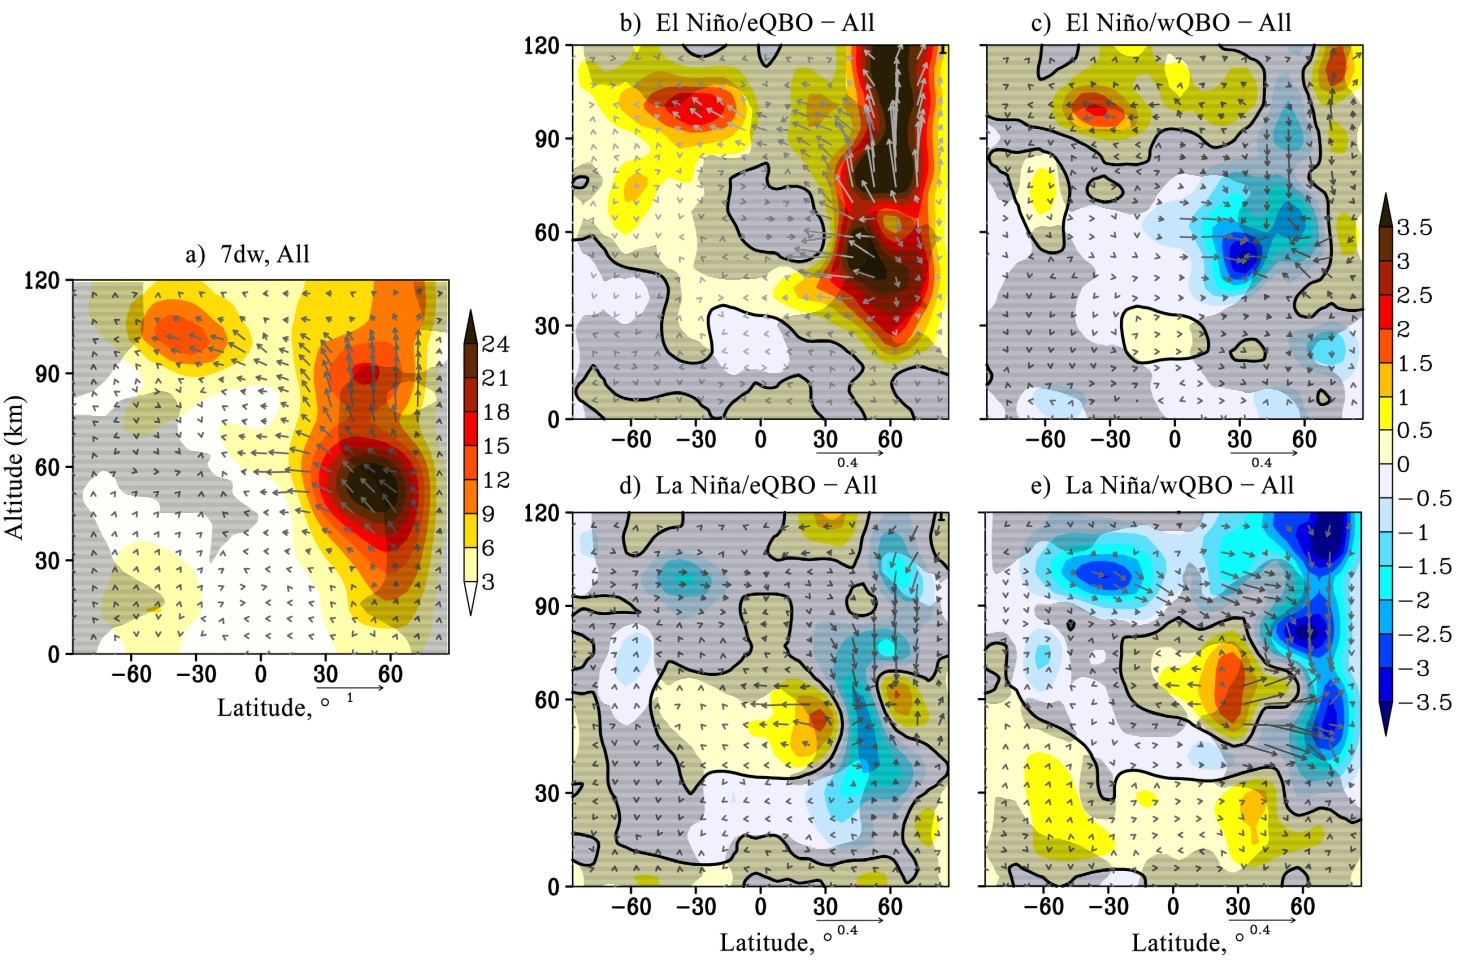 b) El Niño/eQBO − All
c) El Niño/wQBO − All
120
90
60
30
0
−60 −30 0 30 60
0.4
−60 −30 0 30 60
0.4
a) 7dw, All
120
90
60
30
0
Altitude (km)
−60 −30 0 30 60
Latitude, ° 1
24
21
18
15
12
9
6
3
3.5
3
2.5
2
1.5
1
0.5
0
−0.5
−1
−1.5
−2
−2.5
−3
−3.5
d) La Niña/eQBO − All
e) La Niña/wQBO − All
120
90
60
30
0
−60 −30 0 30 60
Latitude, ° 0.4
−60 −30 0 30 60
Latitude, ° 0.4